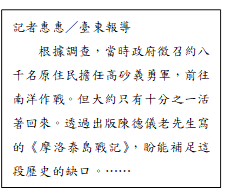 記者惠惠／臺東報導
根據調查，當時政府徵召約八
千名原住民擔任高砂義勇軍，前往
南洋作戰。但大約只有十分之一活
著回來。透過出版陳德儀老先生寫
的《摩洛泰島戰記》，盼能補足這
段歷史的缺口。……